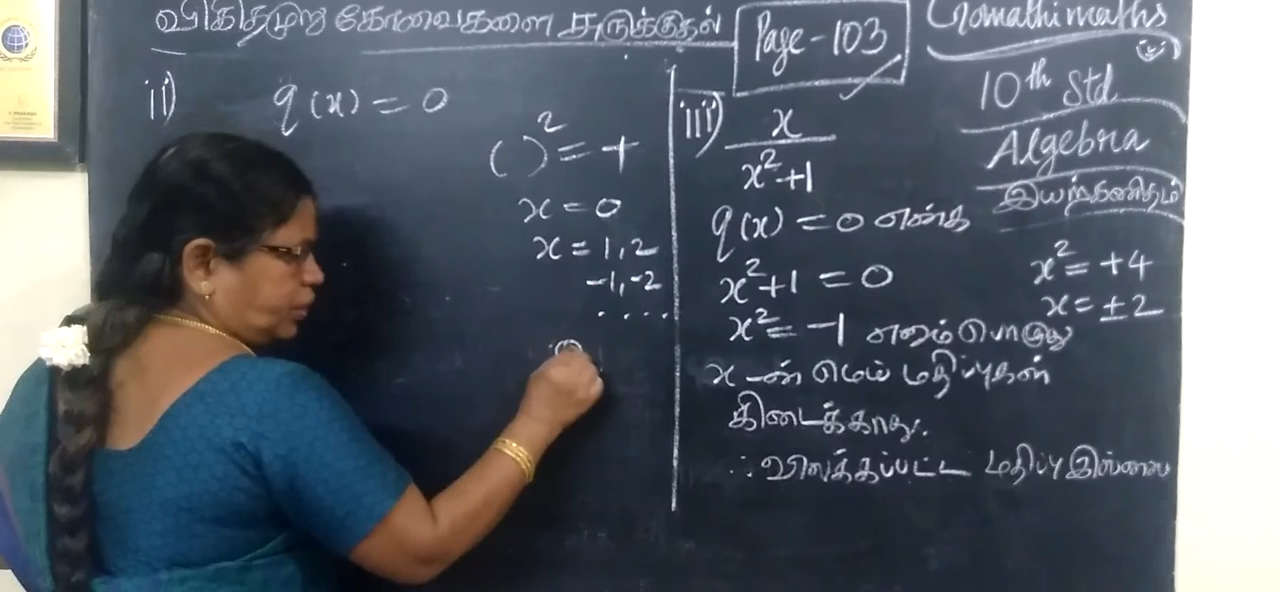 விகிதமுறு கோவைகளை சுருக்குதல்
Page - 103
Gomathi maths
10th Std
Algebra
இயற்கணிதம்
ii) q(x) = 0
( )² = +
x = 0
x = 1, 2
-1, -2
. . . .
iii) x / x²+1
q(x) = 0 என்க
x²+1 = 0
x² = -1 எனும் பொழுது
x -ன் மெய் மதிப்புகள்
கிடைக்காது.
∴ விலக்கப்பட்ட மதிப்பு இல்லை
x² = +4
x = ±2